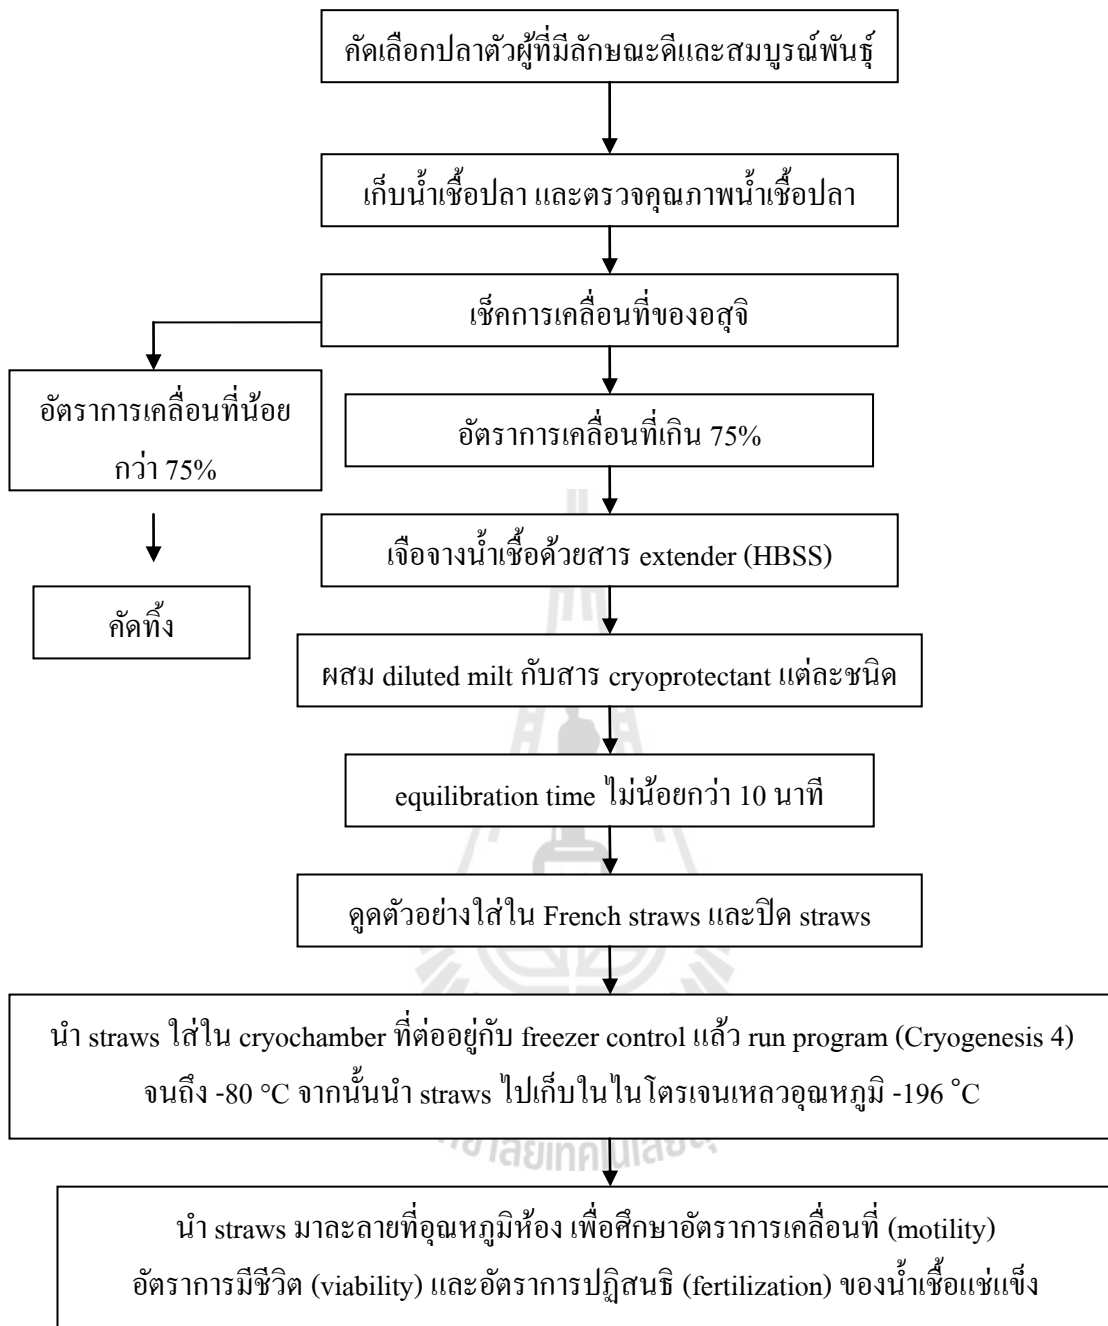 คัดเลือกปลาตัวผู้ที่มีลักษณะดีและสมบูรณ์พันธุ์
เก็บน้ำเชื้อปลา และตรวจคุณภาพน้ำเชื้อปลา
เช็คการเคลื่อนที่ของอสุจิ
อัตราการเคลื่อนที่น้อย
กว่า 75%
อัตราการเคลื่อนที่เกิน 75%
คัดทิ้ง
เจือจางน้ำเชื้อด้วยสาร extender (HBSS)
ผสม diluted milt กับสาร cryoprotectant แต่ละชนิด
equilibration time ไม่น้อยกว่า 10 นาที
ดูดตัวอย่างใส่ใน French straws และปิด straws
นำ straws ใส่ใน cryochamber ที่ต่ออยู่กับ freezer control แล้ว run program (Cryogenesis 4)
จนถึง -80 °C จากนั้นนำ straws ไปเก็บในไนโตรเจนเหลวอุณหภูมิ -196 °C
นำ straws มาละลายที่อุณหภูมิห้อง เพื่อศึกษาอัตราการเคลื่อนที่ (motility)
อัตราการมีชีวิต (viability) และอัตราการปฏิสนธิ (fertilization) ของน้ำเชื้อแช่แข็ง